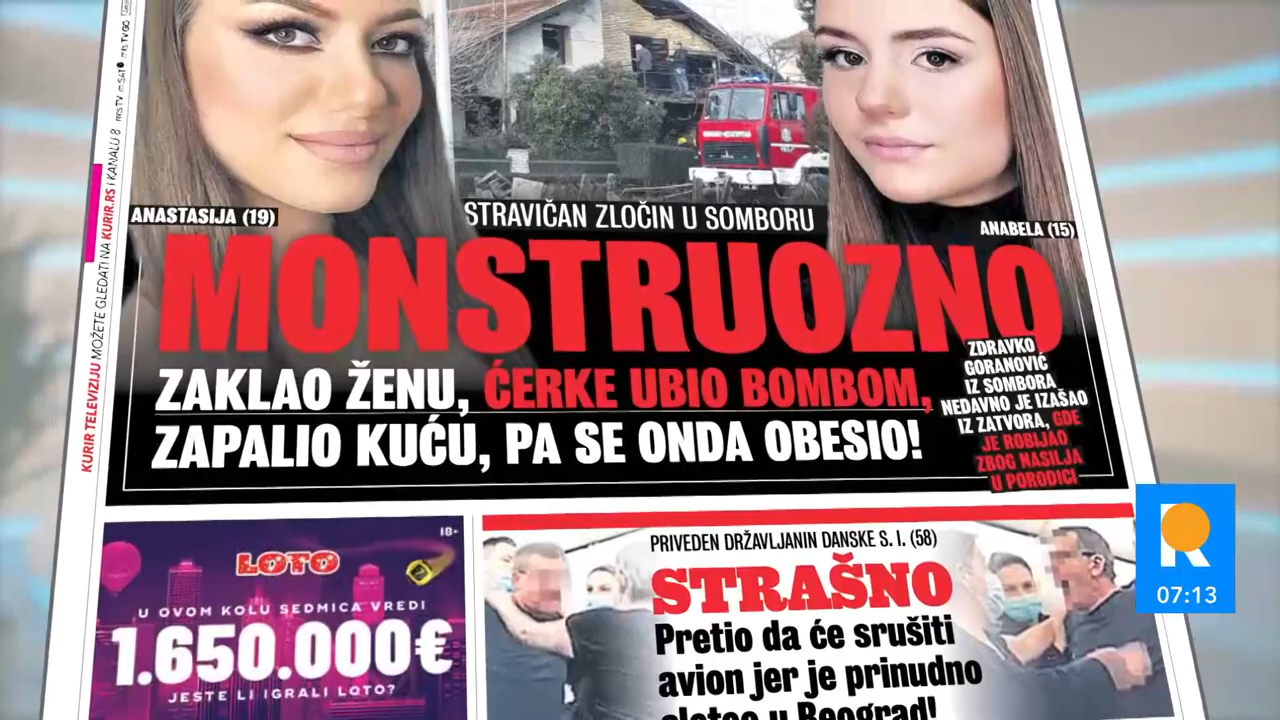 KURIR TELEVIZIJU MOŽETE GLEDATI NA KURIR.RS I KANALU 8
ANASTASIJA (19)
STRAVIČAN ZLOČIN U SOMBORU
ANABELA (15)
MONSTRUOZNO
ZAKLAO ŽENU, ĆERKE UBIO BOMBOM,
ZAPALIO KUĆU, PA SE ONDA OBESIO!
ZDRAVKO
GORANOVIĆ
IZ SOMBORA
NEDAVNO JE IZAŠAO
IZ ZATVORA, GDE
JE ROBIJAO
ZBOG NASILJA
U PORODICI
18+
LOTO
U OVOM KOLU SEDMICA VREDI
1.650.000€
JESTE LI IGRALI LOTO?
PRIVEDEN DRŽAVLJANIN DANSKE S. I. (58)
STRAŠNO
Pretio da će srušiti
avion jer je prinudno
sleteo u Beograd!
R
07:13